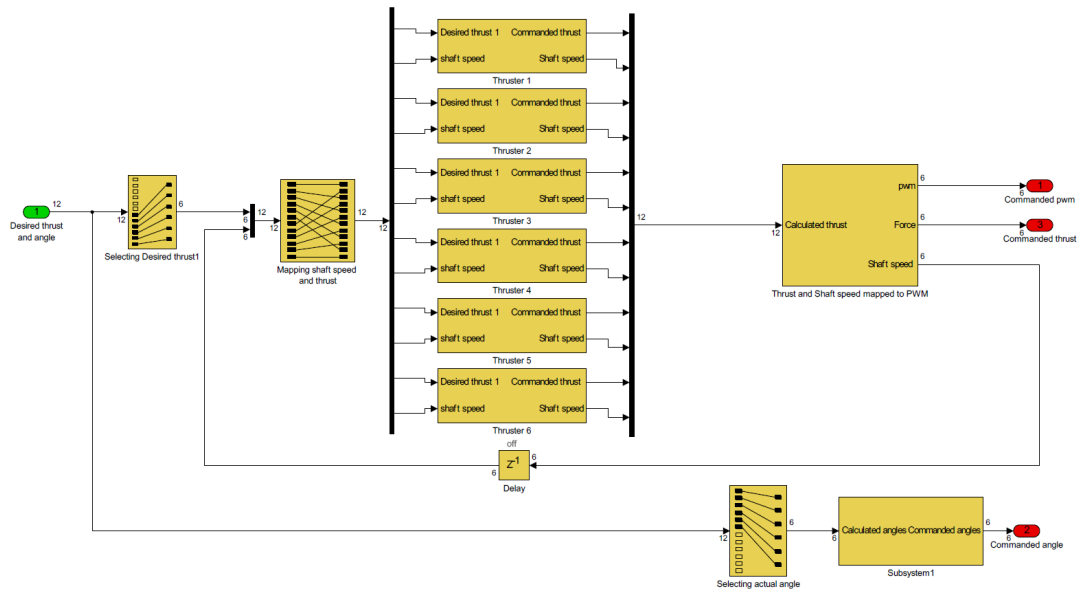 Desired thrust 1 Commanded thrust
shaft speed Shaft speed
Thruster 1
Desired thrust 1 Commanded thrust
shaft speed Shaft speed
Thruster 2
Desired thrust 1 Commanded thrust
shaft speed Shaft speed
Thruster 3
Desired thrust 1 Commanded thrust
shaft speed Shaft speed
Thruster 4
Desired thrust 1 Commanded thrust
shaft speed Shaft speed
Thruster 5
Desired thrust 1 Commanded thrust
shaft speed Shaft speed
Thruster 6
1
12
Desired thrust
and angle
12
6
Selecting Desired thrust1
6
6
12
12
Mapping shaft speed
and thrust
12
12
12
12
Calculated thrust
pwm
Force
Shaft speed
Thrust and Shaft speed mapped to PWM
6
6
1
Commanded pwm
6
6
3
Commanded thrust
6
off
Z-1
6
6
Delay
12
6
Selecting actual angle
6
Calculated angles Commanded angles
Subsystem1
6
6
2
Commanded angle